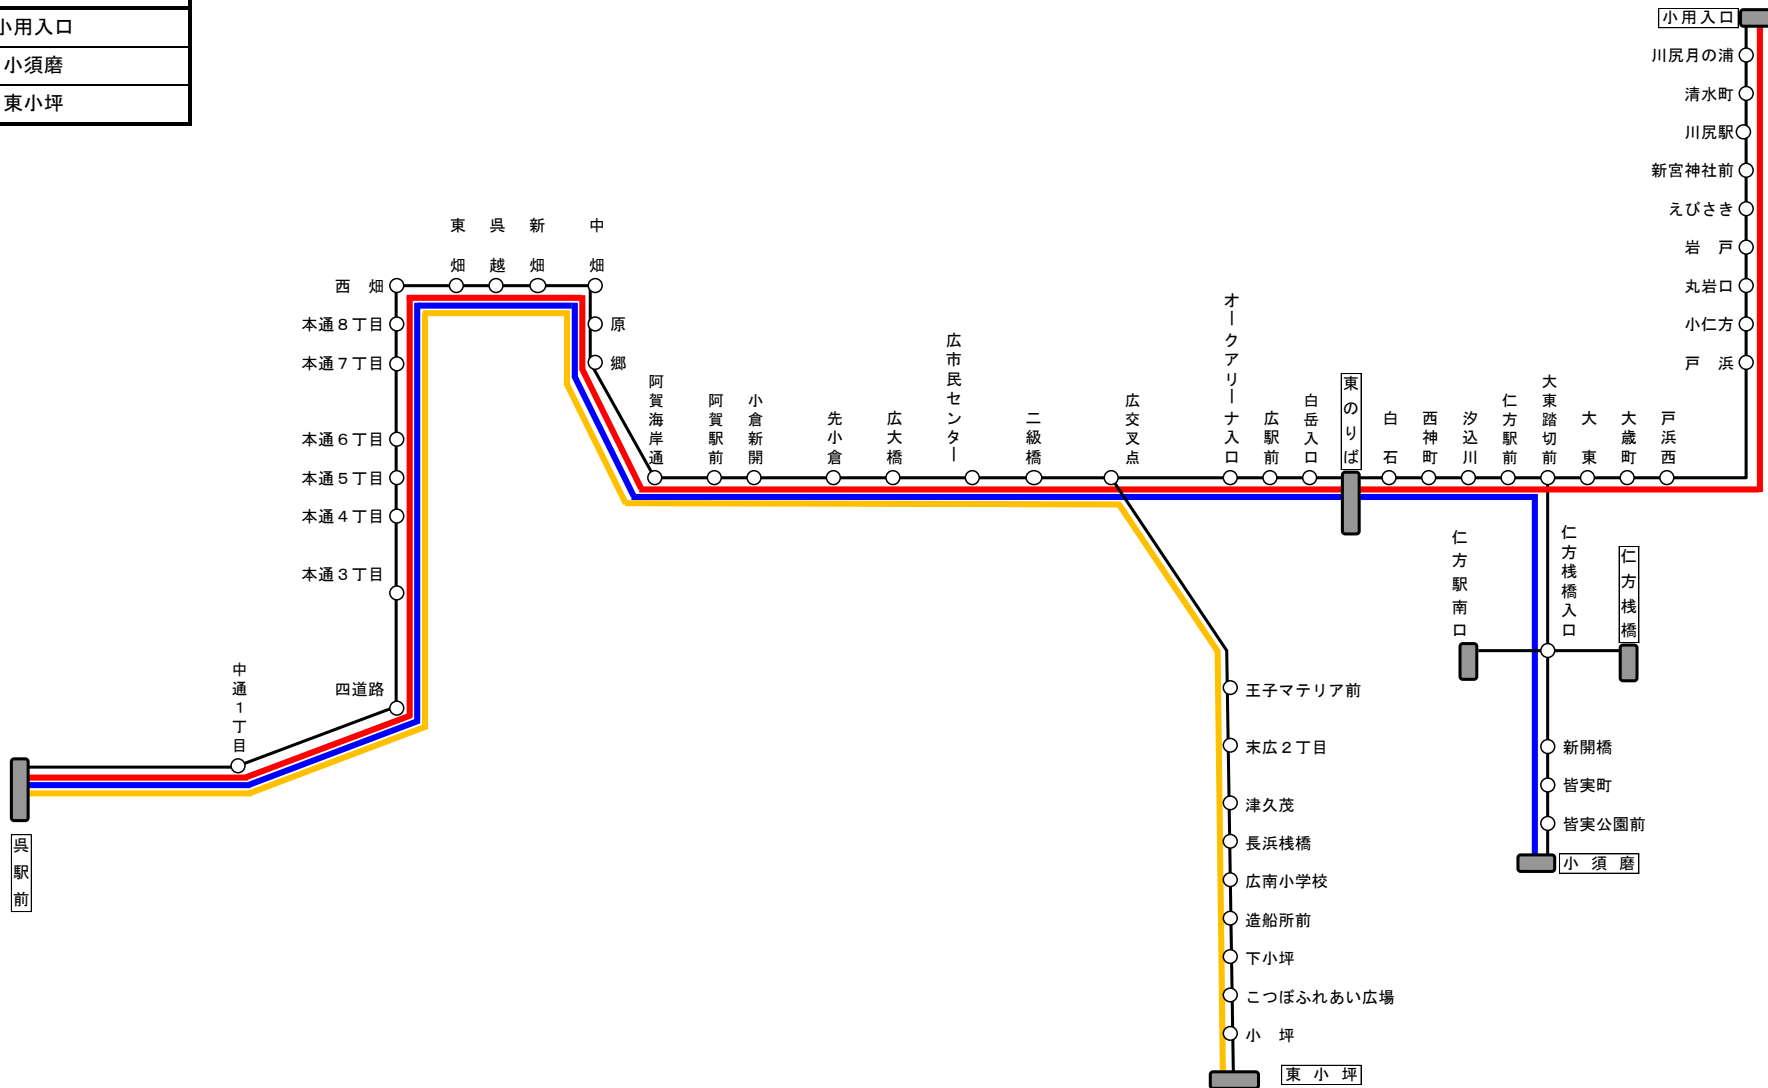 小用入口
小須磨
東小坪
小用入口
川尻月の浦
清水町
川尻駅
新宮神社前
えびさき
岩戸
丸岩口
小仁方
戸浜
東畑
呉越
新畑
中畑
西畑
本通8丁目
本通7丁目
本通6丁目
本通5丁目
本通4丁目
本通3丁目
四道路
中通1丁目
呉駅前
原
郷
阿賀海岸通
阿賀駅前
小倉新開
先小倉
広大橋
広市民センター
二級橋
広交叉点
オークアリーナ入口
広駅前
白岳入口
東のりば
白石
西神町
汐込川
仁方駅前
大東踏切前
大東
大歳町
戸浜西
仁方駅南口
仁方桟橋入口
仁方桟橋
新開橋
皆実町
皆実公園前
小須磨
王子マテリア前
末広2丁目
津久茂
長浜桟橋
広南小学校
造船所前
下小坪
こつぼふれあい広場
小坪
東小坪